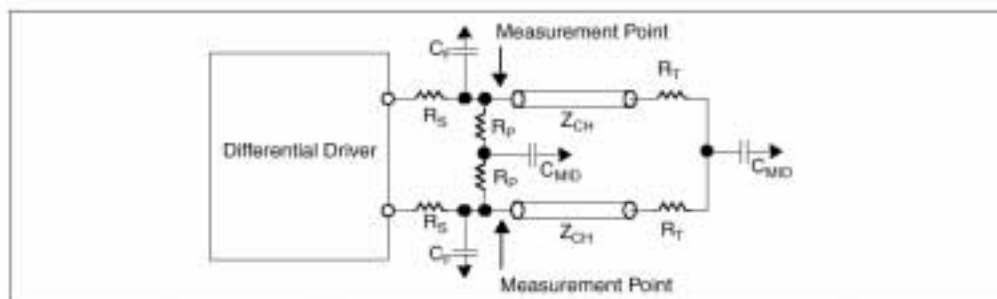 Measurement Point
C_F
R_T
R_S
Z_CH
R_P
Differential Driver
C_MID
C_MID
R_P
R_S
Z_CH
R_T
C_F
Measurement Point